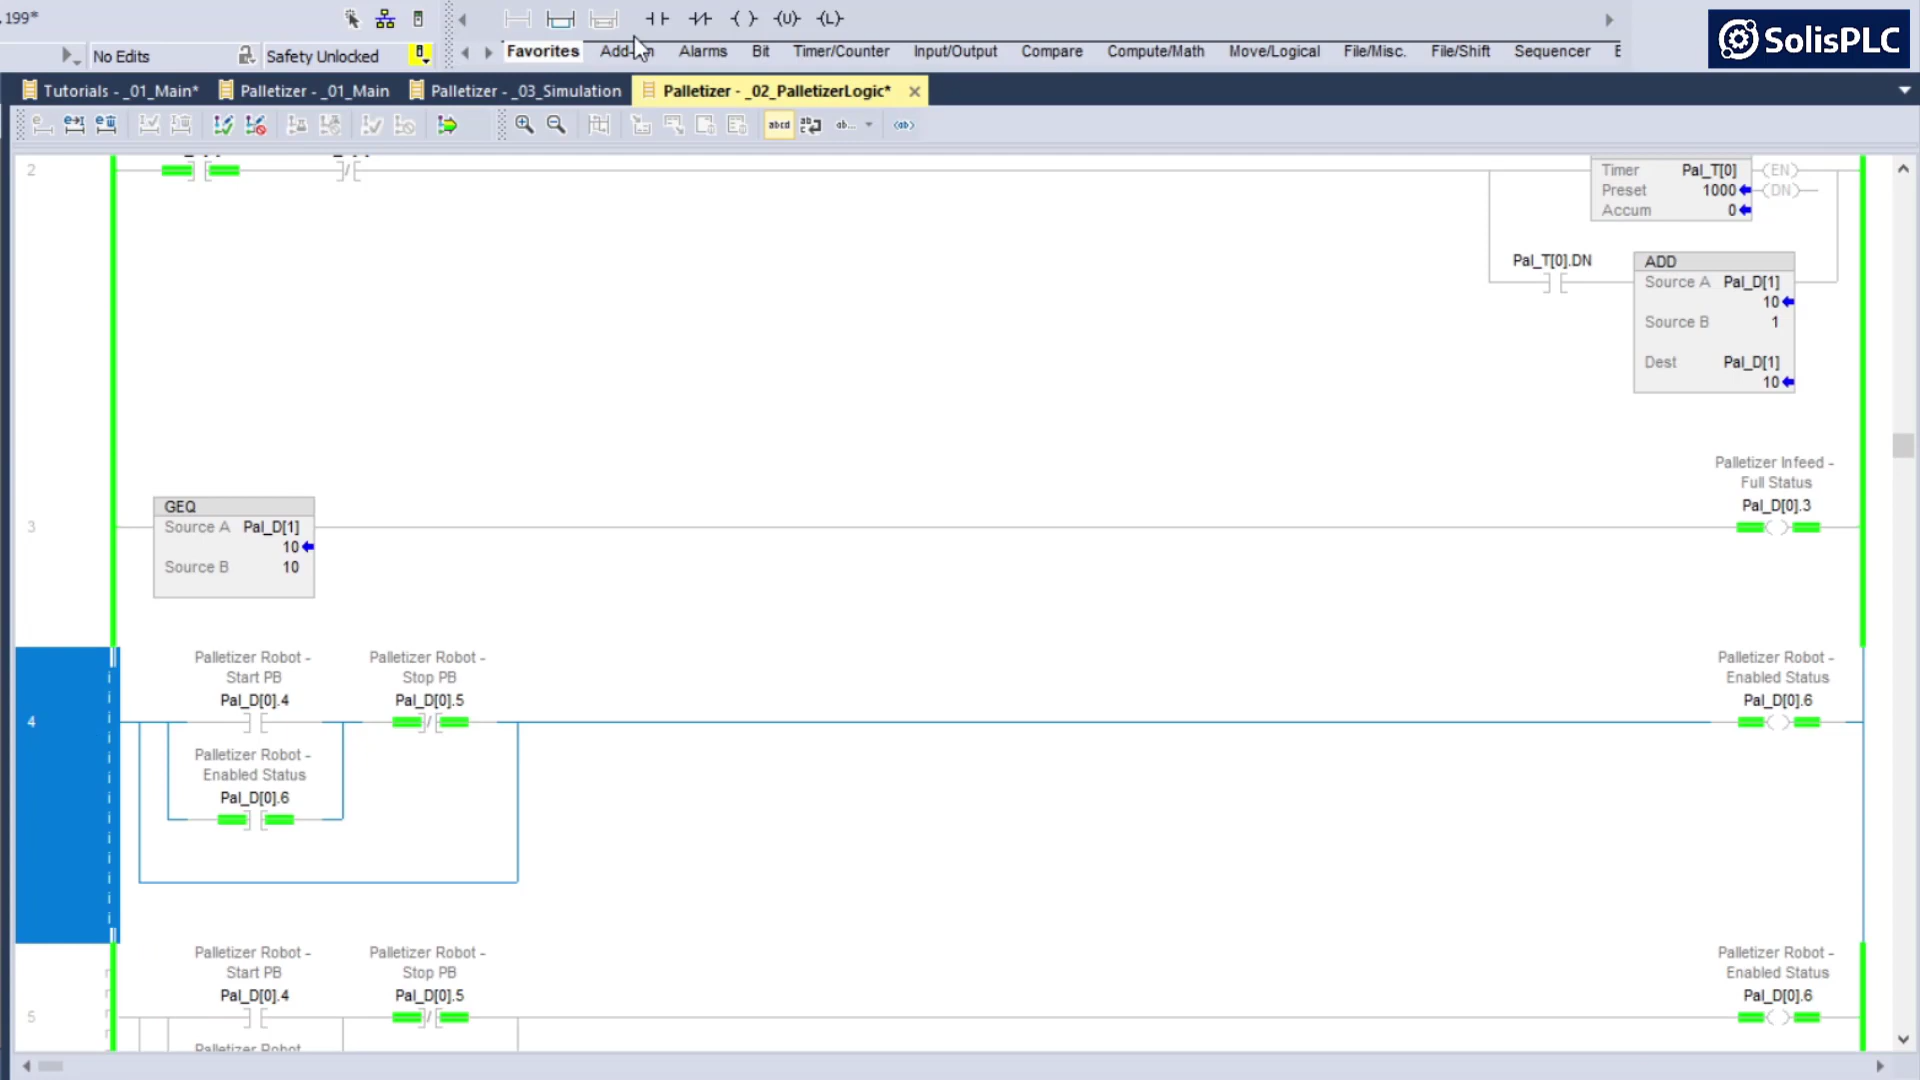 .199*
SolisPLC
No Edits
Safety Unlocked
Favorites
Alarms
Bit
Timer/Counter
Input/Output
Compare
Compute/Math
Move/Logical
File/Misc.
File/Shift
Sequencer
Tutorials - _01_Main*
Palletizer - _01_Main
Palletizer - _03_Simulation
Palletizer - _02_PalletizerLogic*
abcd
ab...
2
Timer Pal_T[0]
(EN)
Preset 1000
(DN)
Accum 0
Pal_T[0].DN
ADD
Source A Pal_D[1]
10
Source B 1
Dest Pal_D[1]
10
3
GEQ
Source A Pal_D[1]
10
Source B 10
Palletizer Infeed -
Full Status
Pal_D[0].3
4
Palletizer Robot -
Start PB
Pal_D[0].4
Palletizer Robot -
Stop PB
Pal_D[0].5
Palletizer Robot -
Enabled Status
Pal_D[0].6
Palletizer Robot -
Enabled Status
Pal_D[0].6
5
Palletizer Robot -
Start PB
Pal_D[0].4
Palletizer Robot -
Stop PB
Pal_D[0].5
Palletizer Robot -
Enabled Status
Pal_D[0].6
Palletizer Robot